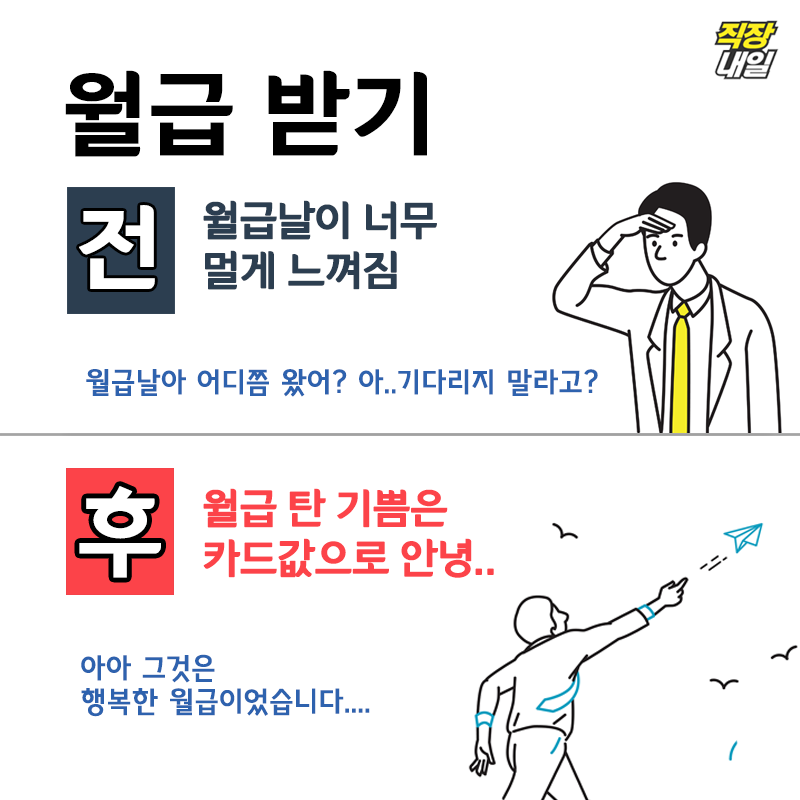 직장
내일
월급 받기
전
월급날이 너무
멀게 느껴짐
월급날아 어디쯤 왔어? 아..기다리지 말라고?
후
월급 탄 기쁨은
카드값으로 안녕..
아아 그것은
행복한 월급이었습니다....